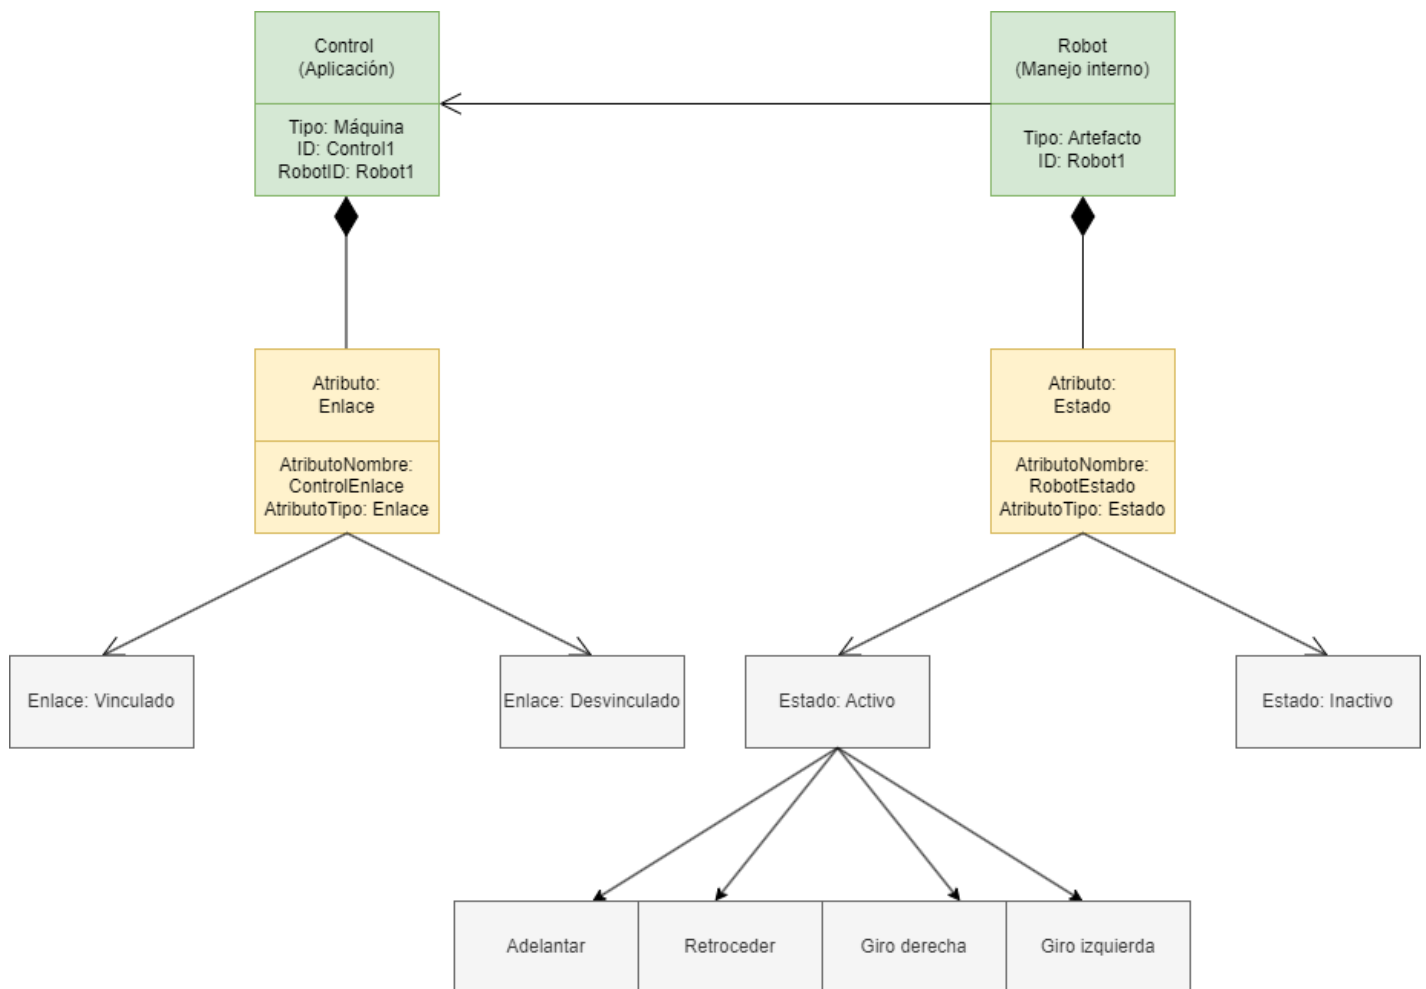 Control
(Aplicación)
Tipo: Máquina
ID: Control1
RobotID: Robot1
Robot
(Manejo interno)
Tipo: Artefacto
ID: Robot1
Atributo:
Enlace
AtributoNombre:
ControlEnlace
AtributoTipo: Enlace
Atributo:
Estado
AtributoNombre:
RobotEstado
AtributoTipo: Estado
Enlace: Vinculado
Enlace: Desvinculado
Estado: Activo
Estado: Inactivo
Adelantar
Retroceder
Giro derecha
Giro izquierda